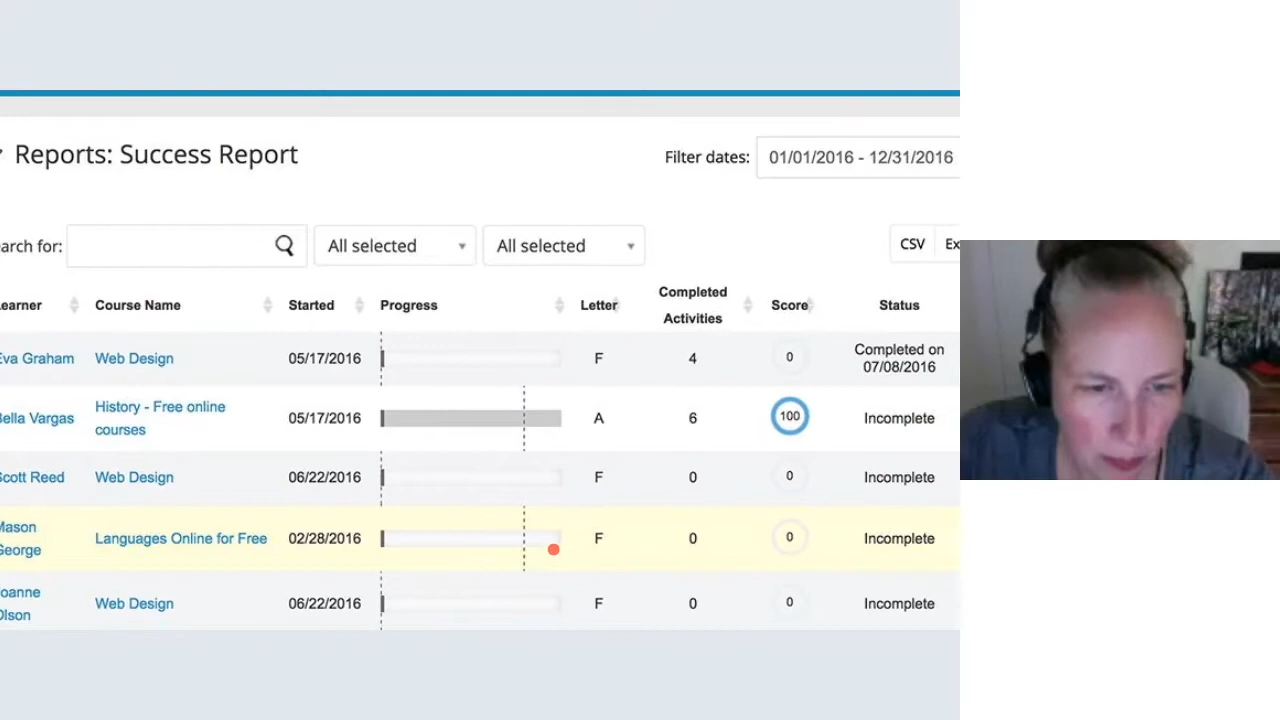 Reports: Success Report
Filter dates: 01/01/2016 - 12/31/2016
arch for: All selected All selected CSV Ex
earner Course Name Started Progress Letter Completed Activities Score Status
Eva Graham Web Design 05/17/2016 F 4 0 Completed on
07/08/2016
Bella Vargas History - Free online
courses 05/17/2016 A 6 100 Incomplete
Scott Reed Web Design 06/22/2016 F 0 0 Incomplete
Mason
George Languages Online for Free 02/28/2016 F 0 0 Incomplete
oanne
Olson Web Design 06/22/2016 F 0 0 Incomplete